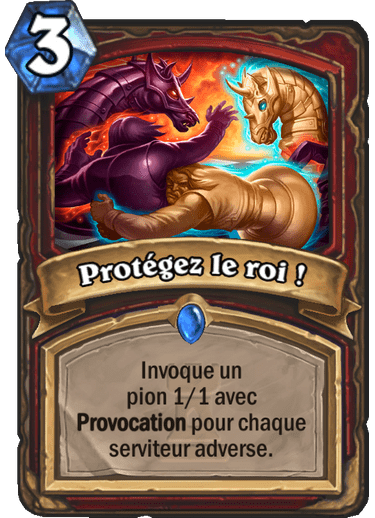 3
Protégez le roi !
Invoque un
pion 1/1 avec
Provocation pour chaque
serviteur adverse.